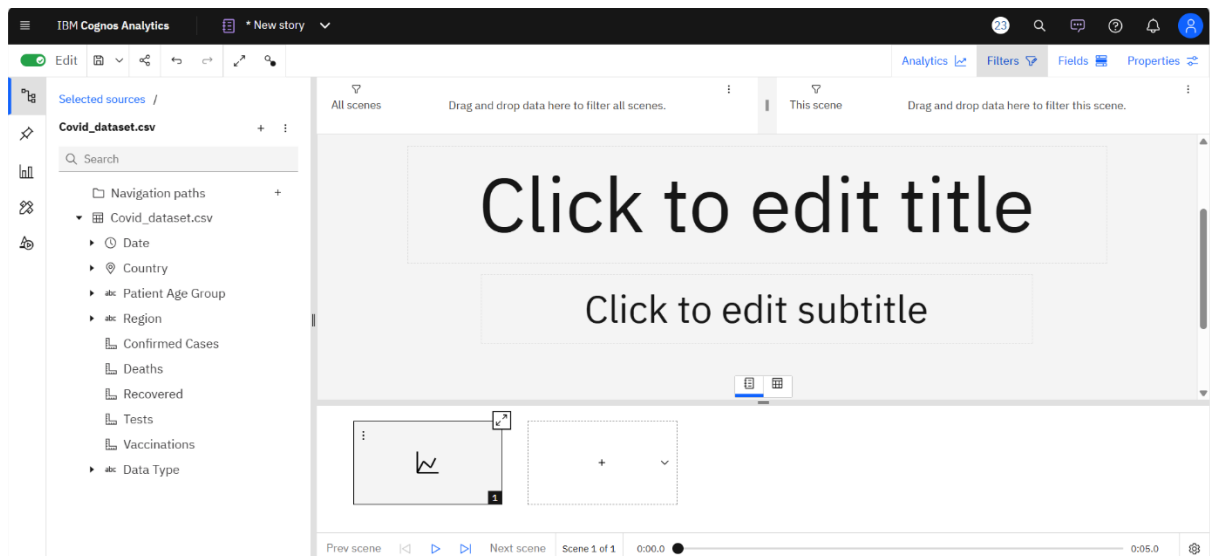 IBM Cognos Analytics
* New story
23
Edit
Analytics
Filters
Fields
Properties
Selected sources /
Covid_dataset.csv
Search
Navigation paths
Covid_dataset.csv
Date
Country
abc Patient Age Group
abc Region
Confirmed Cases
Deaths
Recovered
Tests
Vaccinations
abc Data Type
All scenes
Drag and drop data here to filter all scenes.
This scene
Drag and drop data here to filter this scene.
Click to edit title
Click to edit subtitle
1
Prev scene
Next scene
Scene 1 of 1
0:00.0
0:05.0